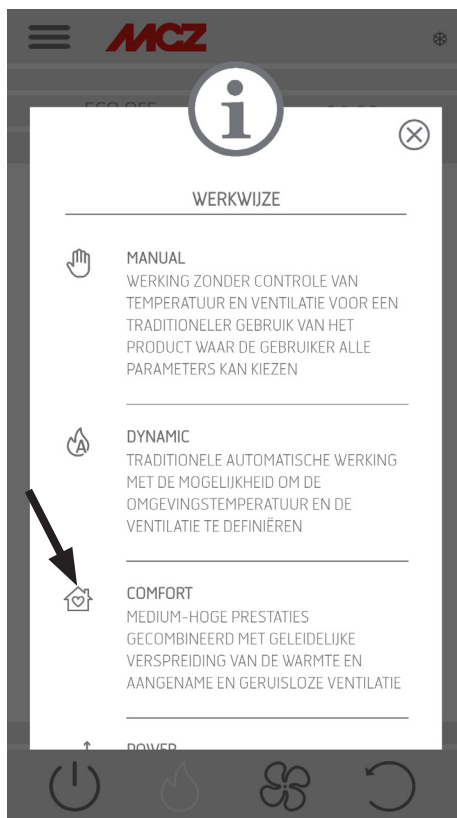 MCZ
ECO OFF
WERKWIJZE
MANUAL
WERKING ZONDER CONTROLE VAN
TEMPERATUUR EN VENTILATIE VOOR EEN
TRADITIONELER GEBRUIK VAN HET
PRODUCT WAAR DE GEBRUIKER ALLE
PARAMETERS KAN KIEZEN
A
DYNAMIC
TRADITIONELE AUTOMATISCHE WERKING
MET DE MOGELIJKHEID OM DE
OMGEVINGSTEMPERATUUR EN DE
VENTILATIE TE DEFINIËREN
COMFORT
MEDIUM-HOGE PRESTATIES
GECOMBINEERD MET GELEIDELIJKE
VERSPREIDING VAN DE WARMTE EN
AANGENAME EN GERUISLOZE VENTILATIE
POWER